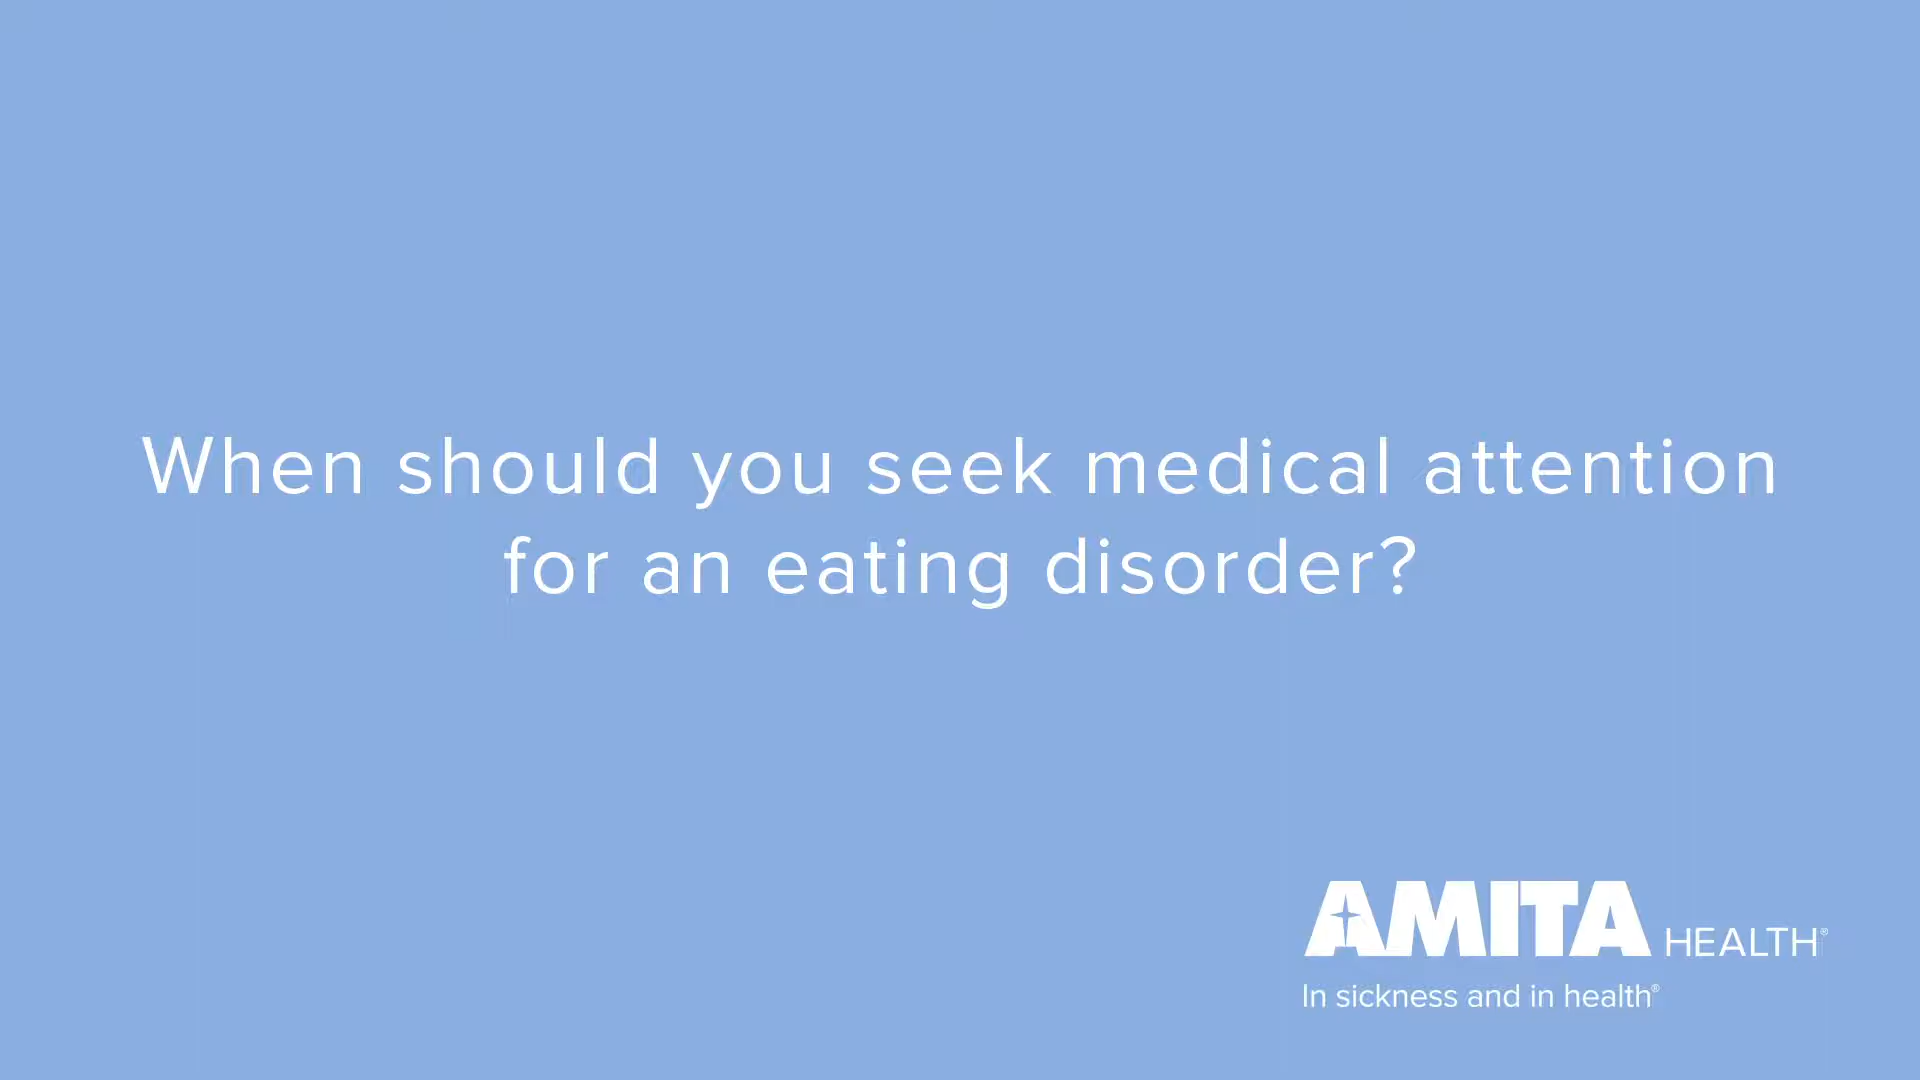 When should you seek medical attention
for an eating disorder?
AMITA HEALTH®
In sickness and in health®